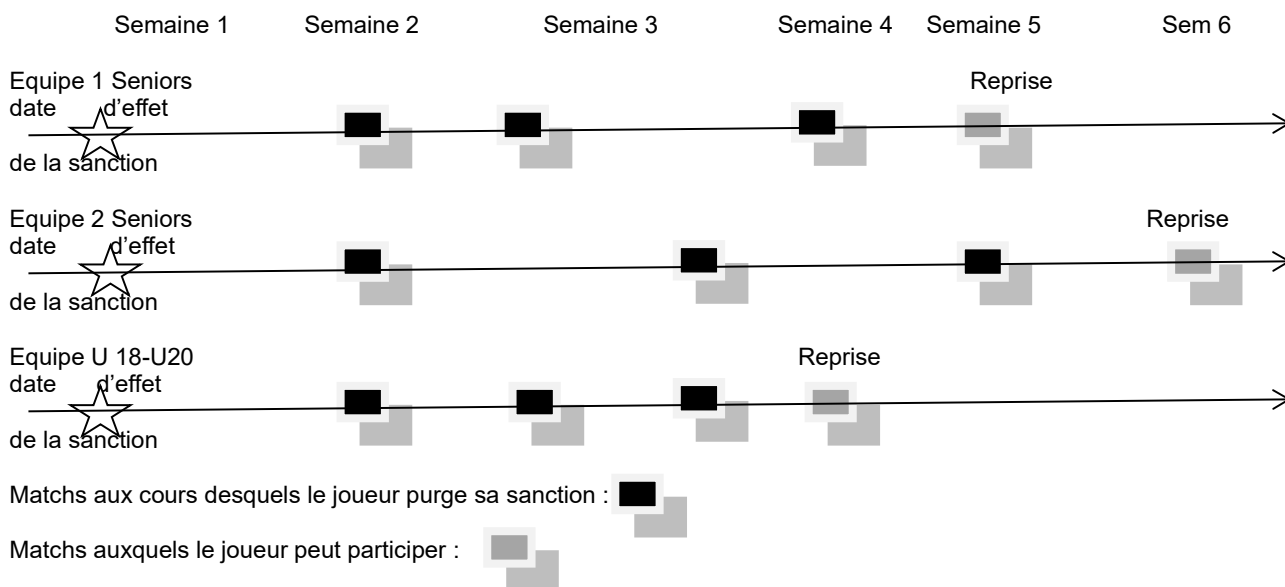 Semaine 1 Semaine 2 Semaine 3 Semaine 4 Semaine 5 Sem 6
Equipe 1 Seniors Reprise
date d'effet
de la sanction
Equipe 2 Seniors Reprise
date d'effet
de la sanction
Equipe U 18-U20 Reprise
date d'effet
de la sanction
Matchs aux cours desquels le joueur purge sa sanction :
Matchs auxquels le joueur peut participer :